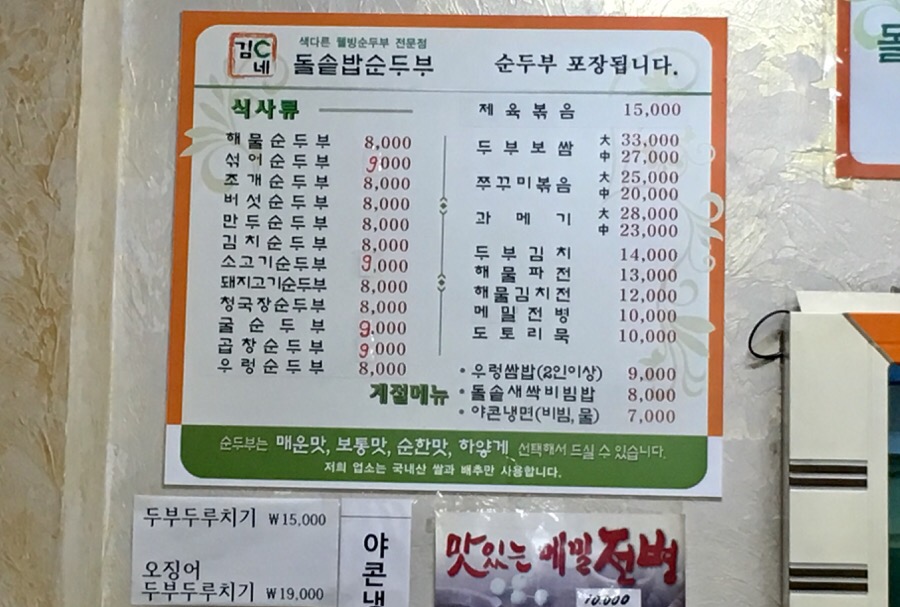 김C네
색다른 웰빙순두부 전문점
돌솥밥순두부
순두부 포장됩니다.
식사류
해물순두부 8,000
섞어순두부 9,000
조개순두부 8,000
버섯순두부 8,000
만두순두부 8,000
김치순두부 8,000
소고기순두부 9,000
돼지고기순두부 8,000
청국장순두부 8,000
굴순두부 9,000
곱창순두부 9,000
우렁순두부 8,000
제육볶음 15,000
두부보쌈 大 33,000
中 27,000
쭈꾸미볶음 大 25,000
中 20,000
과메기 大 28,000
中 23,000
두부김치 14,000
해물파전 13,000
해물김치전 12,000
메밀전병 10,000
도토리묵 10,000
계절메뉴
• 우렁쌈밥(2인이상) 9,000
• 돌솥새싹비빔밥 8,000
• 야콘냉면(비빔,물) 7,000
순두부는 매운맛, 보통맛, 순한맛, 하얗게 선택해서 드실 수 있습니다.
저희 업소는 국내산 쌀과 배추만 사용합니다.
두부두루치기 ₩15,000
오징어
두부두루치기 ₩19,000
야콘냉
맛있는 메밀전병
10,000
돌